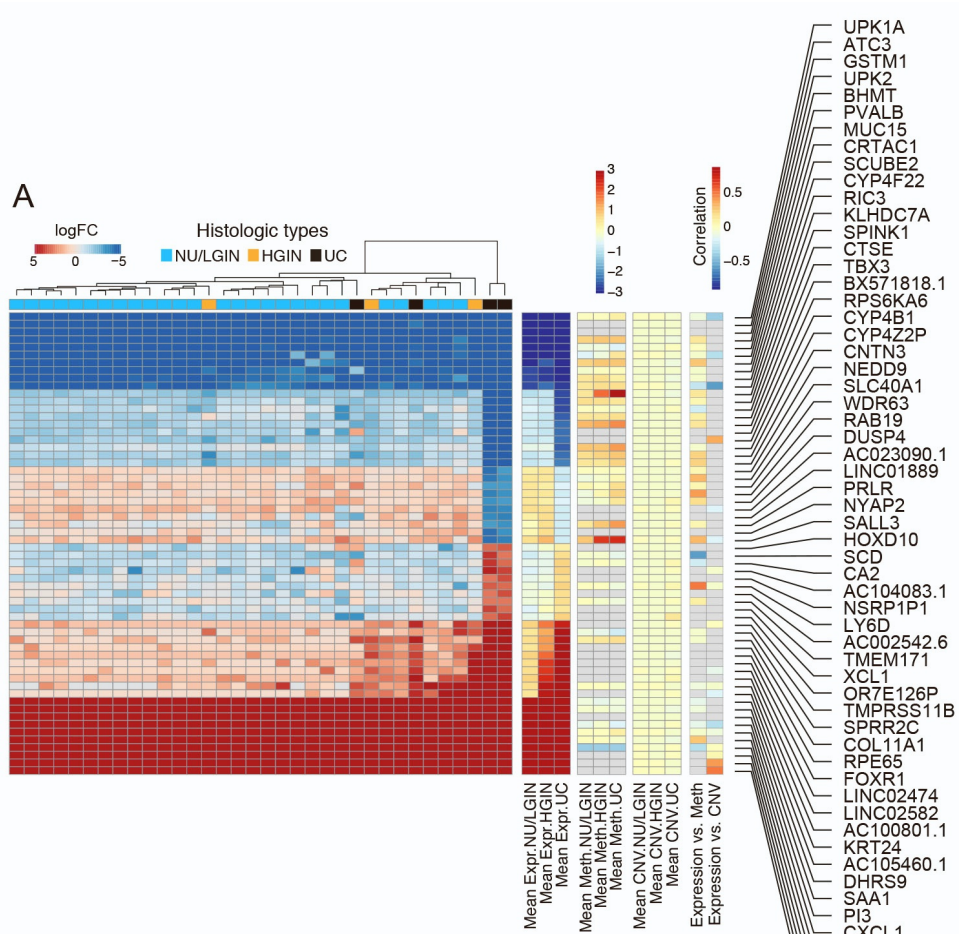 A
logFC
5 0 -5
Histologic types
NU/LGIN HGIN UC
3
2
1
0
−1
−2
−3
Correlation
0.5
0
−0.5
UPK1A
ATC3
GSTM1
UPK2
BHMT
PVALB
MUC15
CRTAC1
SCUBE2
CYP4F22
RIC3
KLHDC7A
SPINK1
CTSE
TBX3
BX571818.1
RPS6KA6
CYP4B1
CYP4Z2P
CNTN3
NEDD9
SLC40A1
WDR63
RAB19
DUSP4
AC023090.1
LINC01889
PRLR
NYAP2
SALL3
HOXD10
SCD
CA2
AC104083.1
NSRP1P1
LY6D
AC002542.6
TMEM171
XCL1
OR7E126P
TMPRSS11B
SPRR2C
COL11A1
RPE65
FOXR1
LINC02474
LINC02582
AC100801.1
KRT24
AC105460.1
DHRS9
SAA1
PI3
CXCL1
Mean Expr.NU/LGIN
Mean Expr.HGIN
Mean Expr.UC
Mean Meth.NU/LGIN
Mean Meth.HGIN
Mean Meth.UC
Mean CNV.NU/LGIN
Mean CNV.HGIN
Mean CNV.UC
Expression vs. Meth
Expression vs. CNV